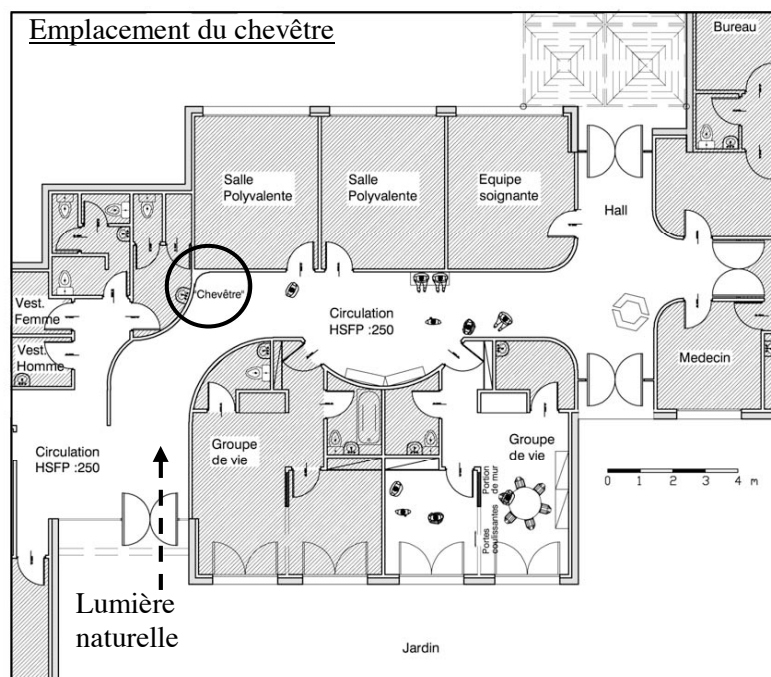 Emplacement du chevêtre
Bureau
Salle
Polyvalente
Salle
Polyvalente
Equipe
soignante
Hall
"Chevêtre"
Vest.
Femme
Circulation
HSFP :250
Vest.
Homme
Medecin
Circulation
HSFP :250
Groupe
de vie
Groupe
de vie
Portion
de mur
Portes
coulissantes
0 1 2 3 4 m
Lumière
naturelle
Jardin